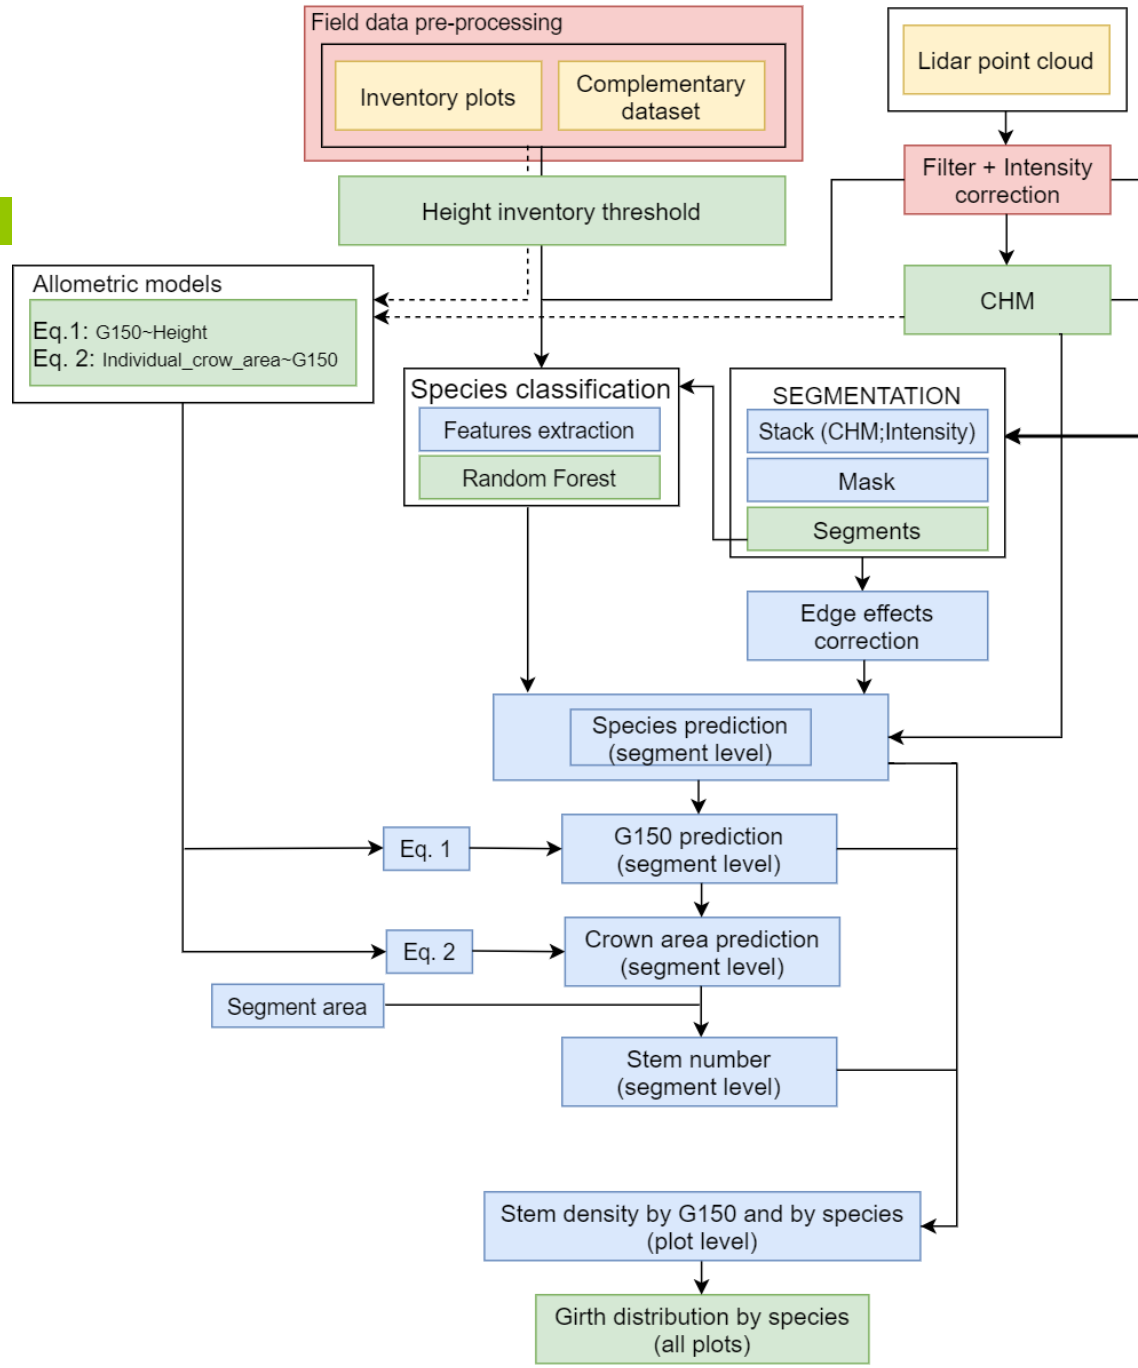 Field data pre-processing
Inventory plots
Complementary
dataset
Lidar point cloud
Filter + Intensity
correction
Height inventory threshold
Allometric models
Eq.1: G150~Height
Eq. 2: Individual_crow_area~G150
CHM
Species classification
Features extraction
Random Forest
SEGMENTATION
Stack (CHM;Intensity)
Mask
Segments
Edge effects
correction
Species prediction
(segment level)
Eq. 1
G150 prediction
(segment level)
Eq. 2
Crown area prediction
(segment level)
Segment area
Stem number
(segment level)
Stem density by G150 and by species
(plot level)
Girth distribution by species
(all plots)